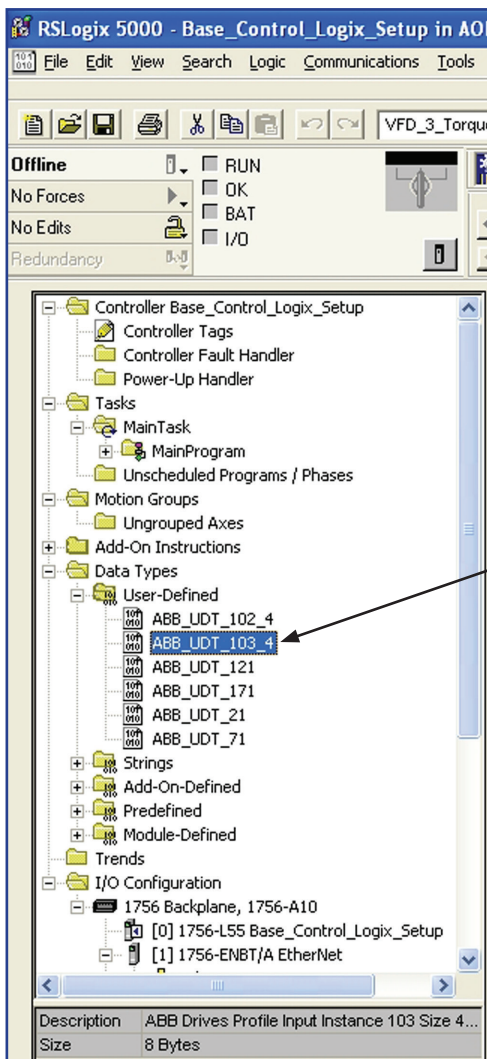 RSLogix 5000 - Base_Control_Logix_Setup in AOI
File Edit View Search Logic Communications Tools
VFD_3_Torqu
Offline RUN
No Forces OK
No Edits BAT
Redundancy I/O
Controller Base_Control_Logix_Setup
Controller Tags
Controller Fault Handler
Power-Up Handler
Tasks
MainTask
MainProgram
Unscheduled Programs / Phases
Motion Groups
Ungrouped Axes
Add-On Instructions
Data Types
User-Defined
ABB_UDT_102_4
ABB_UDT_103_4
ABB_UDT_121
ABB_UDT_171
ABB_UDT_21
ABB_UDT_71
Strings
Add-On-Defined
Predefined
Module-Defined
Trends
I/O Configuration
1756 Backplane, 1756-A10
[0] 1756-L55 Base_Control_Logix_Setup
[1] 1756-ENBT/A EtherNet
Description ABB Drives Profile Input Instance 103 Size 4...
Size 8 Bytes